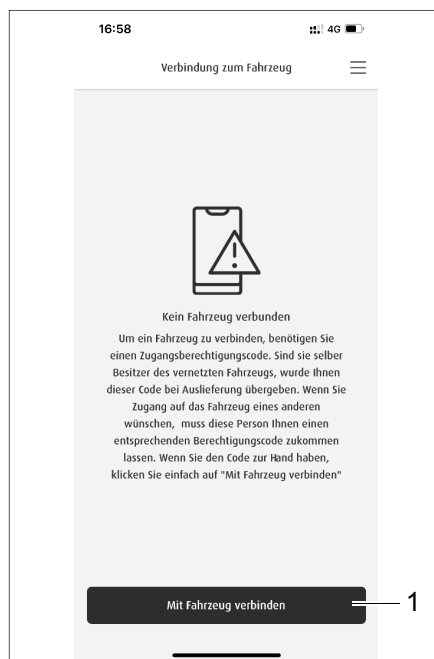 16:58 4G
Verbindung zum Fahrzeug
Kein Fahrzeug verbunden
Um ein Fahrzeug zu verbinden, benötigen Sie
einen Zugangsberechtigungscode. Sind sie selber
Besitzer des vernetzten Fahrzeugs, wurde Ihnen
dieser Code bei Auslieferung übergeben. Wenn Sie
Zugang auf das Fahrzeug eines anderen
wünschen, muss diese Person Ihnen einen
entsprechenden Berechtigungscode zukommen
lassen. Wenn Sie den Code zur Hand haben,
klicken Sie einfach auf "Mit Fahrzeug verbinden"
Mit Fahrzeug verbinden 1